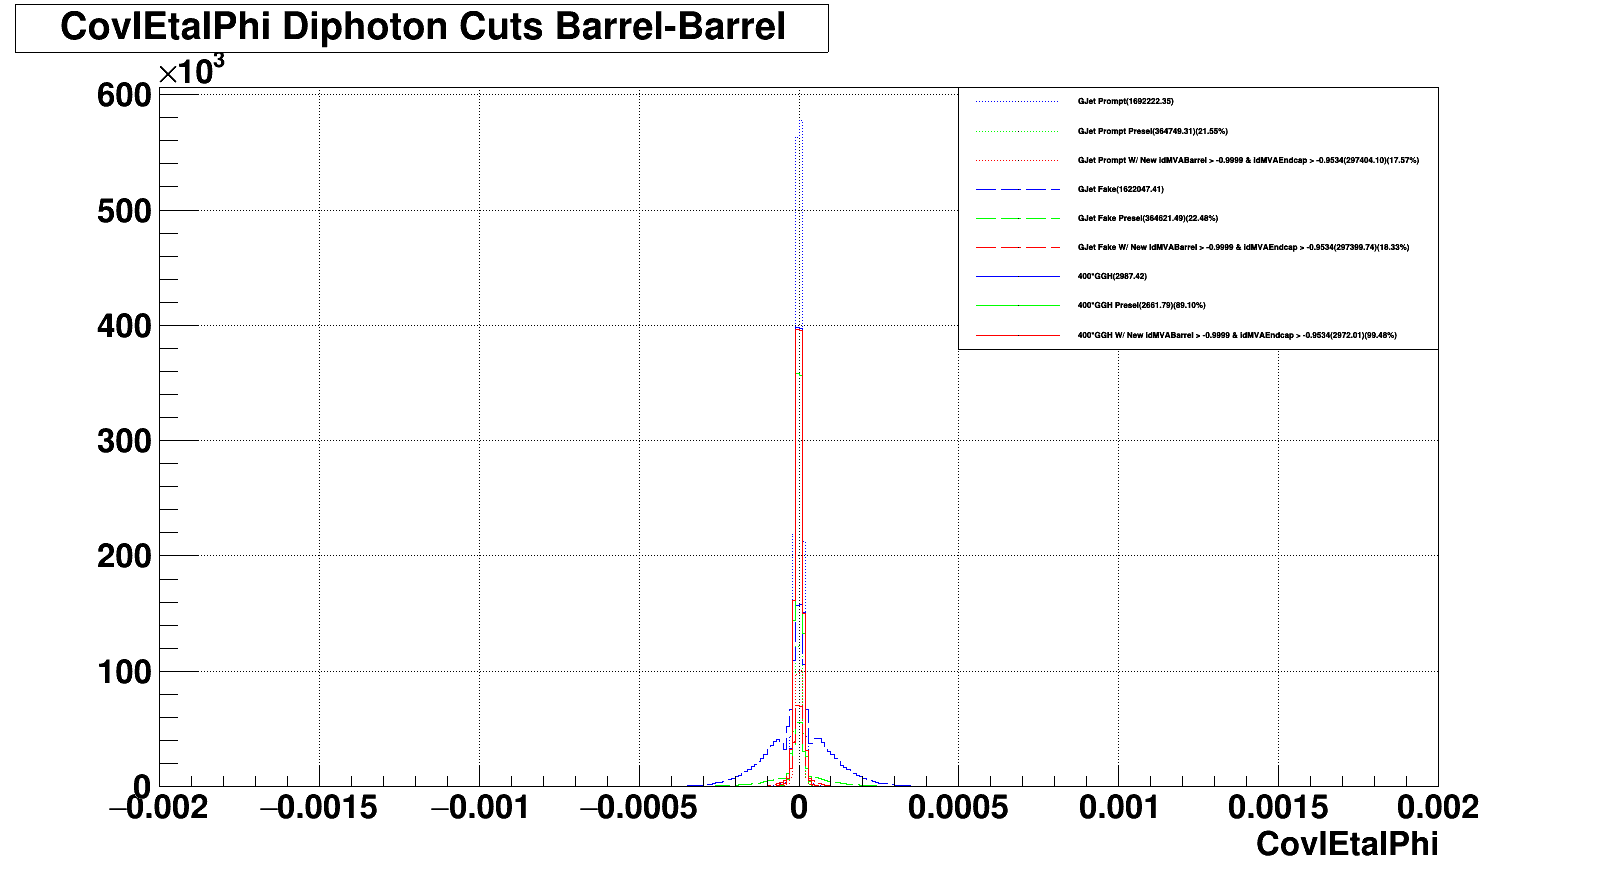 CovIEtaIPhi Diphoton Cuts Barrel-Barrel
×10³
600
500
400
300
200
100
0
GJet Prompt(1692222.35)
GJet Prompt Presel(364749.31)(21.55%)
GJet Prompt W/ New idMVABarrel > -0.9999 & idMVAEndcap > -0.9534(297404.10)(17.57%)
GJet Fake(1622047.41)
GJet Fake Presel(364621.49)(22.48%)
GJet Fake W/ New idMVABarrel > -0.9999 & idMVAEndcap > -0.9534(297399.74)(18.33%)
400*GGH(2987.42)
400*GGH Presel(2661.79)(89.10%)
400*GGH W/ New idMVABarrel > -0.9999 & idMVAEndcap > -0.9534(2972.01)(99.48%)
−0.002 −0.0015 −0.001 −0.0005 0 0.0005 0.001 0.0015 0.002
CovIEtaIPhi